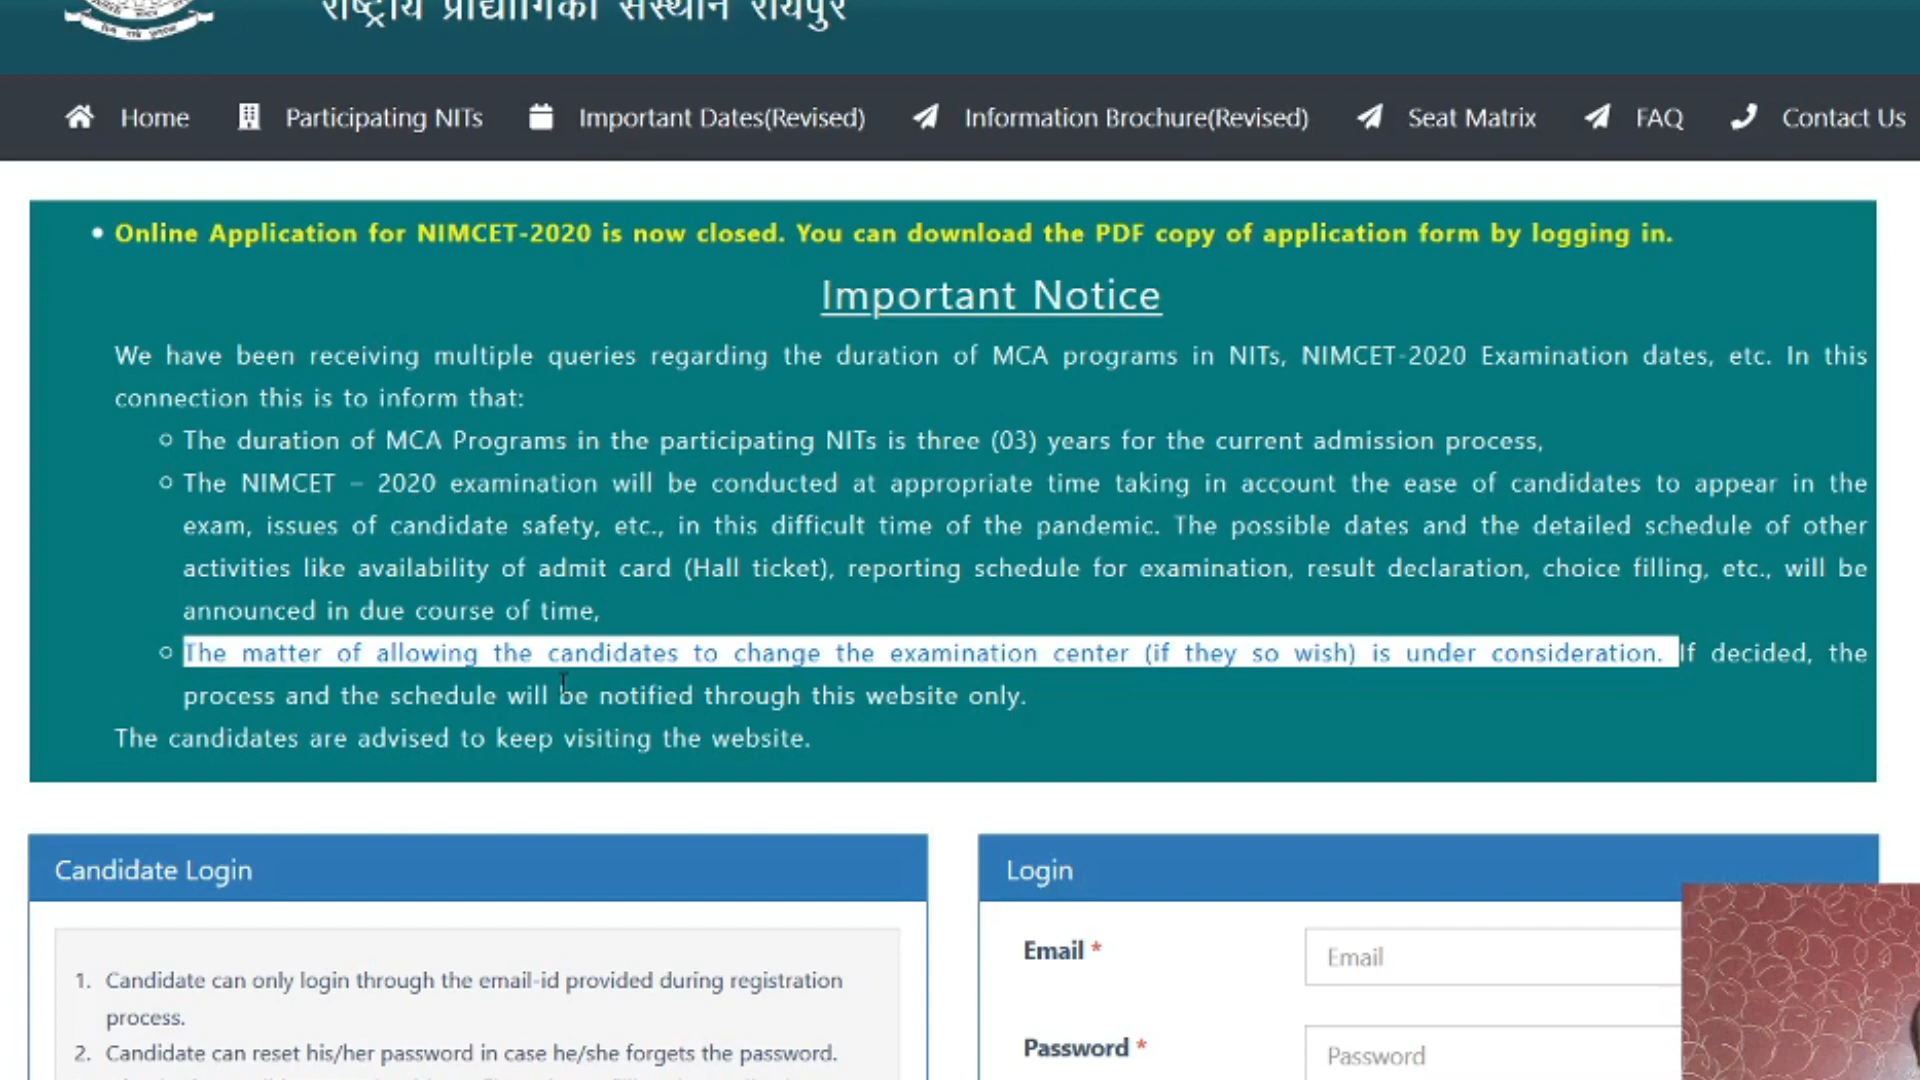 राष्ट्रीय प्रौद्योगिकी संस्थान रायपुर
Home Participating NITs Important Dates(Revised) Information Brochure(Revised) Seat Matrix FAQ Contact Us
• Online Application for NIMCET-2020 is now closed. You can download the PDF copy of application form by logging in.
Important Notice
We have been receiving multiple queries regarding the duration of MCA programs in NITs, NIMCET-2020 Examination dates, etc. In this
connection this is to inform that:
The duration of MCA Programs in the participating NITs is three (03) years for the current admission process,
The NIMCET – 2020 examination will be conducted at appropriate time taking in account the ease of candidates to appear in the
exam, issues of candidate safety, etc., in this difficult time of the pandemic. The possible dates and the detailed schedule of other
activities like availability of admit card (Hall ticket), reporting schedule for examination, result declaration, choice filling, etc., will be
announced in due course of time,
The matter of allowing the candidates to change the examination center (if they so wish) is under consideration. If decided, the
process and the schedule will be notified through this website only.
The candidates are advised to keep visiting the website.
Candidate Login
1. Candidate can only login through the email-id provided during registration
process.
2. Candidate can reset his/her password in case he/she forgets the password.
Login
Email * Email
Password * Password